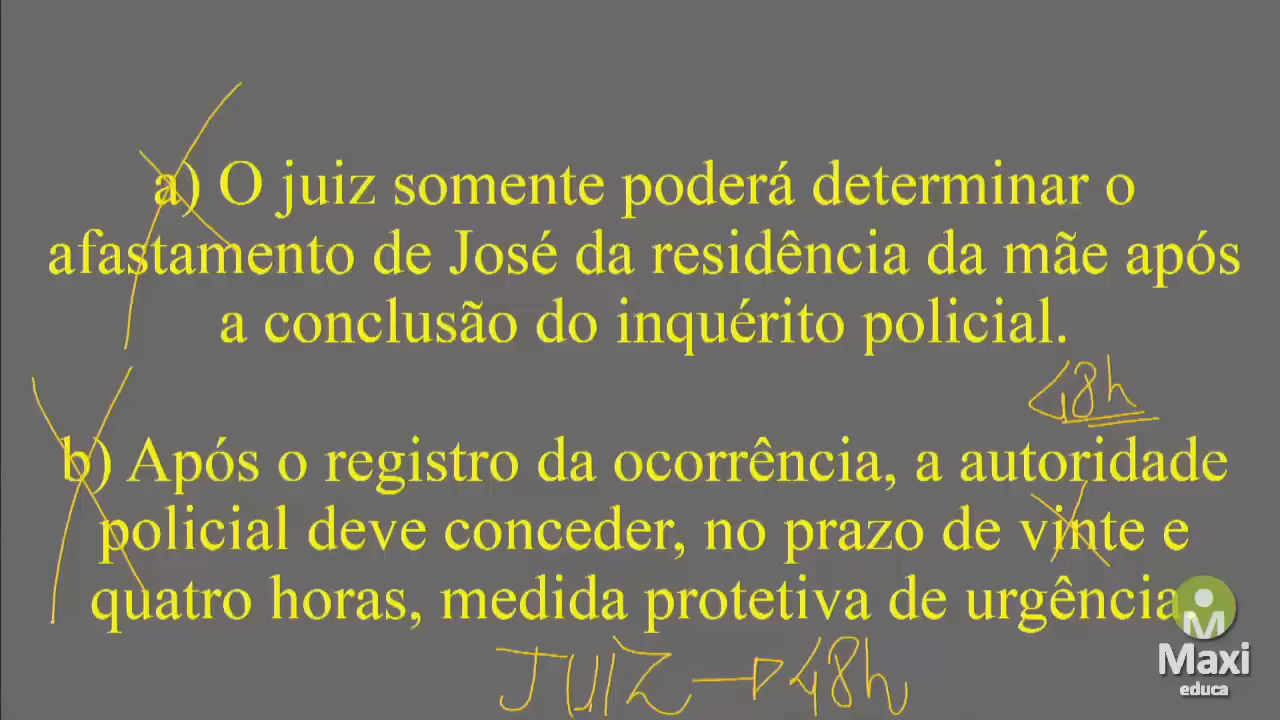 a) O juiz somente poderá determinar o
afastamento de José da residência da mãe após
a conclusão do inquérito policial.
48h
b) Após o registro da ocorrência, a autoridade
policial deve conceder, no prazo de vinte e
quatro horas, medida protetiva de urgência
JUIZ → 48h
M
Maxi
educa